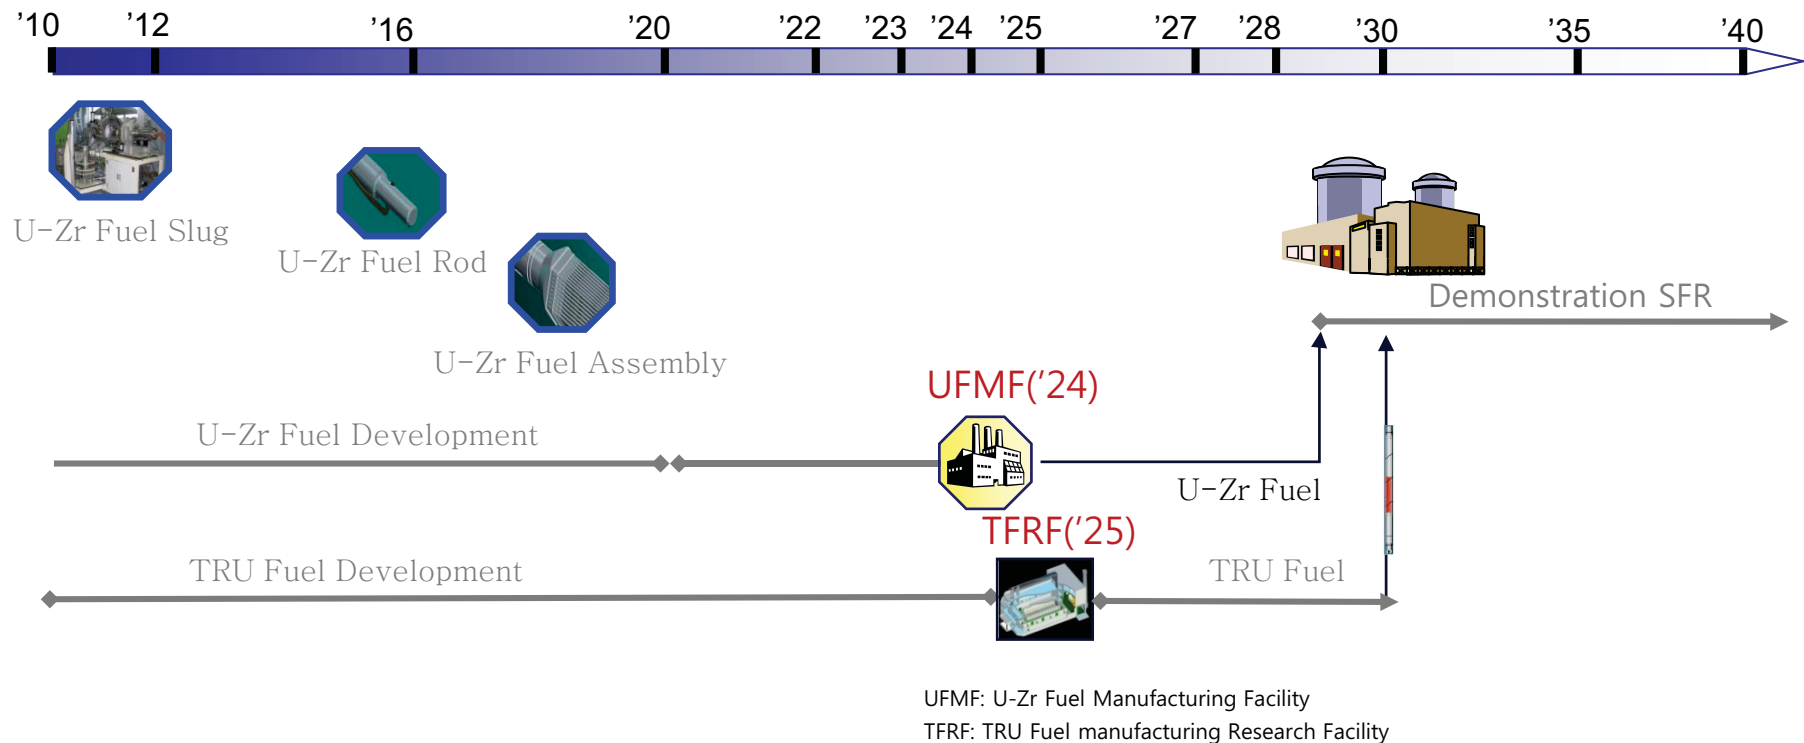 ’10 ’12 ’16 ’20 ’22 ’23 ’24 ’25 ’27 ’28 ’30 ’35 ’40
U-Zr Fuel Slug
U-Zr Fuel Rod
U-Zr Fuel Assembly
Demonstration SFR
UFMF(‘24)
U-Zr Fuel Development
U-Zr Fuel
TFRF(‘25)
TRU Fuel Development
TRU Fuel
UFMF: U-Zr Fuel Manufacturing Facility
TFRF: TRU Fuel manufacturing Research Facility